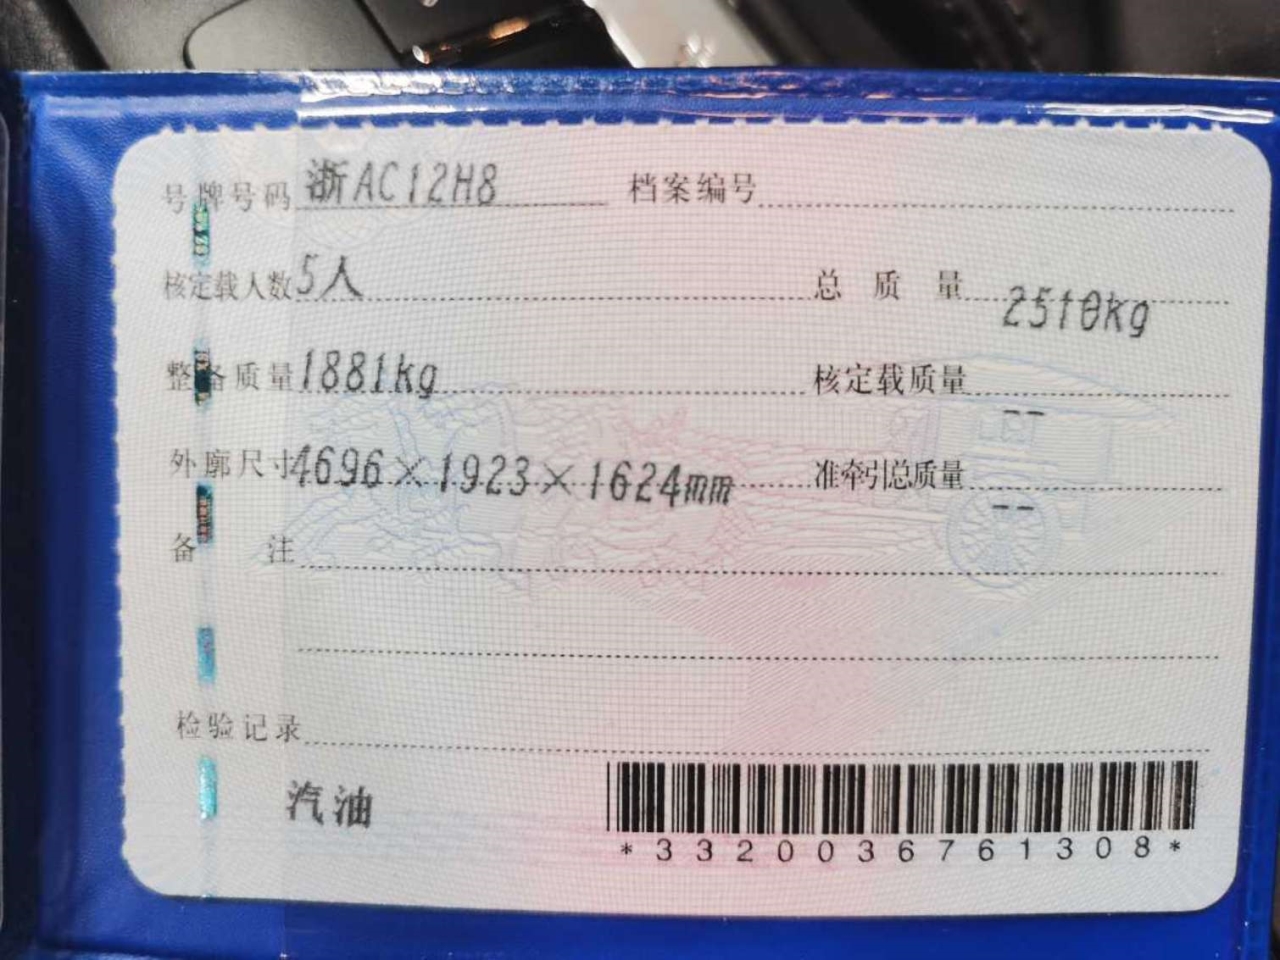 号牌号码 浙AC12H8 档案编号
核定载人数 5人 总质量 2510kg
整备质量 1881kg 核定载质量 --
外廓尺寸 4696×1923×1624mm 准牵引总质量 --
备注
检验记录
汽油
*3320036761308*